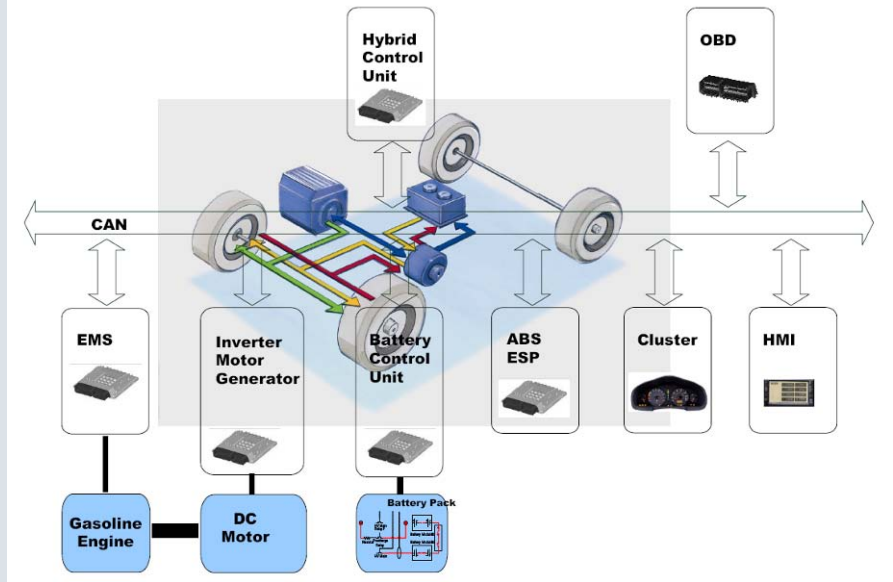 Hybrid
Control
Unit
OBD
CAN
EMS
Inverter
Motor
Generator
Battery
Control
Unit
ABS
ESP
Cluster
HMI
Gasoline
Engine
DC
Motor
Battery Pack